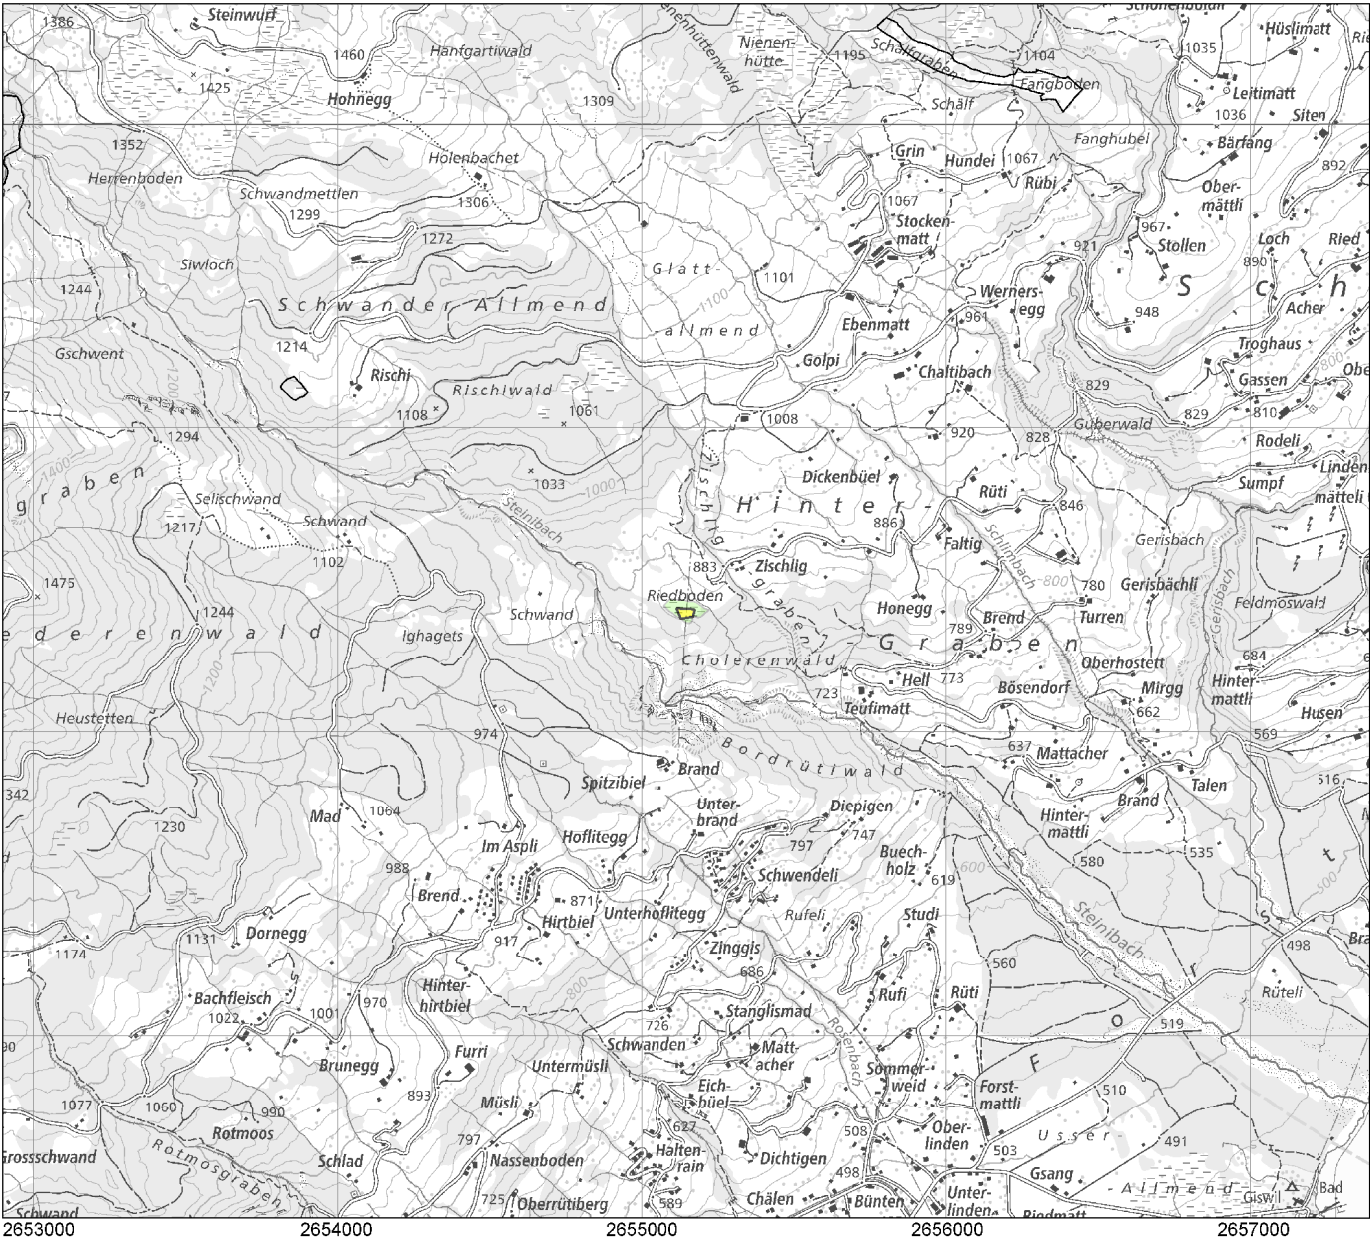 1386
Steinwurf
1460
Hanfgartiwald
1425
Hohnegg
1309
Nienen-
hütte
1195
Schälfgraben
1104
Fangboden
Schälf
1035
Hüslimatt
Leitimatt
1036
Siten
Bärfang
892
Fanghubel
1352
Herrenboden
Holenbachet
Schwandmettlen
1306
1299
1272
Grin
Hundei
1067
Rübi
1067
Stocken-
matt
Ober-
mättli
967
Stollen
921
Loch
890
Ried
Acher
Siwloch
1244
Glatt-
allmend
1101
1100
Schwander Allmend
Werners-
egg
961
948
S c h
Gschwent
1214
Ebenmatt
Golpi
Chaltibach
Troghaus
Gassen
800
829
829
810
Rischi
Rischiwald
1108
1061
1008
920
828
Guberwald
Rodeli
Sumpf
Linden-
mätteli
1294
1400
graben
1033
1000
Dickenbüel
Hinter-
Rüti
846
Selischwand
1217
Schwand
1102
Steinibach
Zischlig
886
Faltig
Schlimbach
Gerisbach
883
Zischlig
graben
800
780
Turren
Gerisbächli
Gerisbach
Feldmoswald
1475
1244
Riedboden
Schwand
Honegg
Brend
789
Graben
ederenwald
Ighagets
1200
Cholerenwald
Hell
773
Oberhostett
684
Hinter-
mättli
Bösendorf
Mirgg
662
723
Teufimatt
Husen
569
Heustetten
974
Bordrütiwald
637
Mattacher
516
Brand
Spitzibiel
Talen
Brand
Hinter-
mättli
342
1230
Mad
1064
Unter-
brand
Diepigen
747
797
580
535
Hoflitegg
Im Aspli
988
Brend
Buech-
holz
619
600
Schwendeli
871
Hirtbiel
Unterhoflitegg
Rufeli
Studi
Steinibach
500
1131
Dornegg
1174
917
Zinggis
686
498
Bachfleisch
1022
1001
970
Hinter-
hirtbiel
800
560
Rufi
Rüti
Rüteli
Stanglismad
726
Schwanden
519
F o r s t
Brunegg
Furri
Untermüsli
Matt-
acher
Rosenbach
Sommer-
weid
893
Eich-
büel
Forst-
mattli
510
1077
1060
990
Rotmoos
Müsli
627
508
Ober-
linden
503
Usser-
491
Grossschwand
Rotmosgraben
Schlad
797
Nassenboden
Halten-
rain
Dichtigen
498
Gsang
Allmend
Giswil
Bad
Schwand
725
Oberrütiberg
589
Chälen
Bünten
Unter-
linden
Riedmatt
2653000
2654000
2655000
2656000
2657000